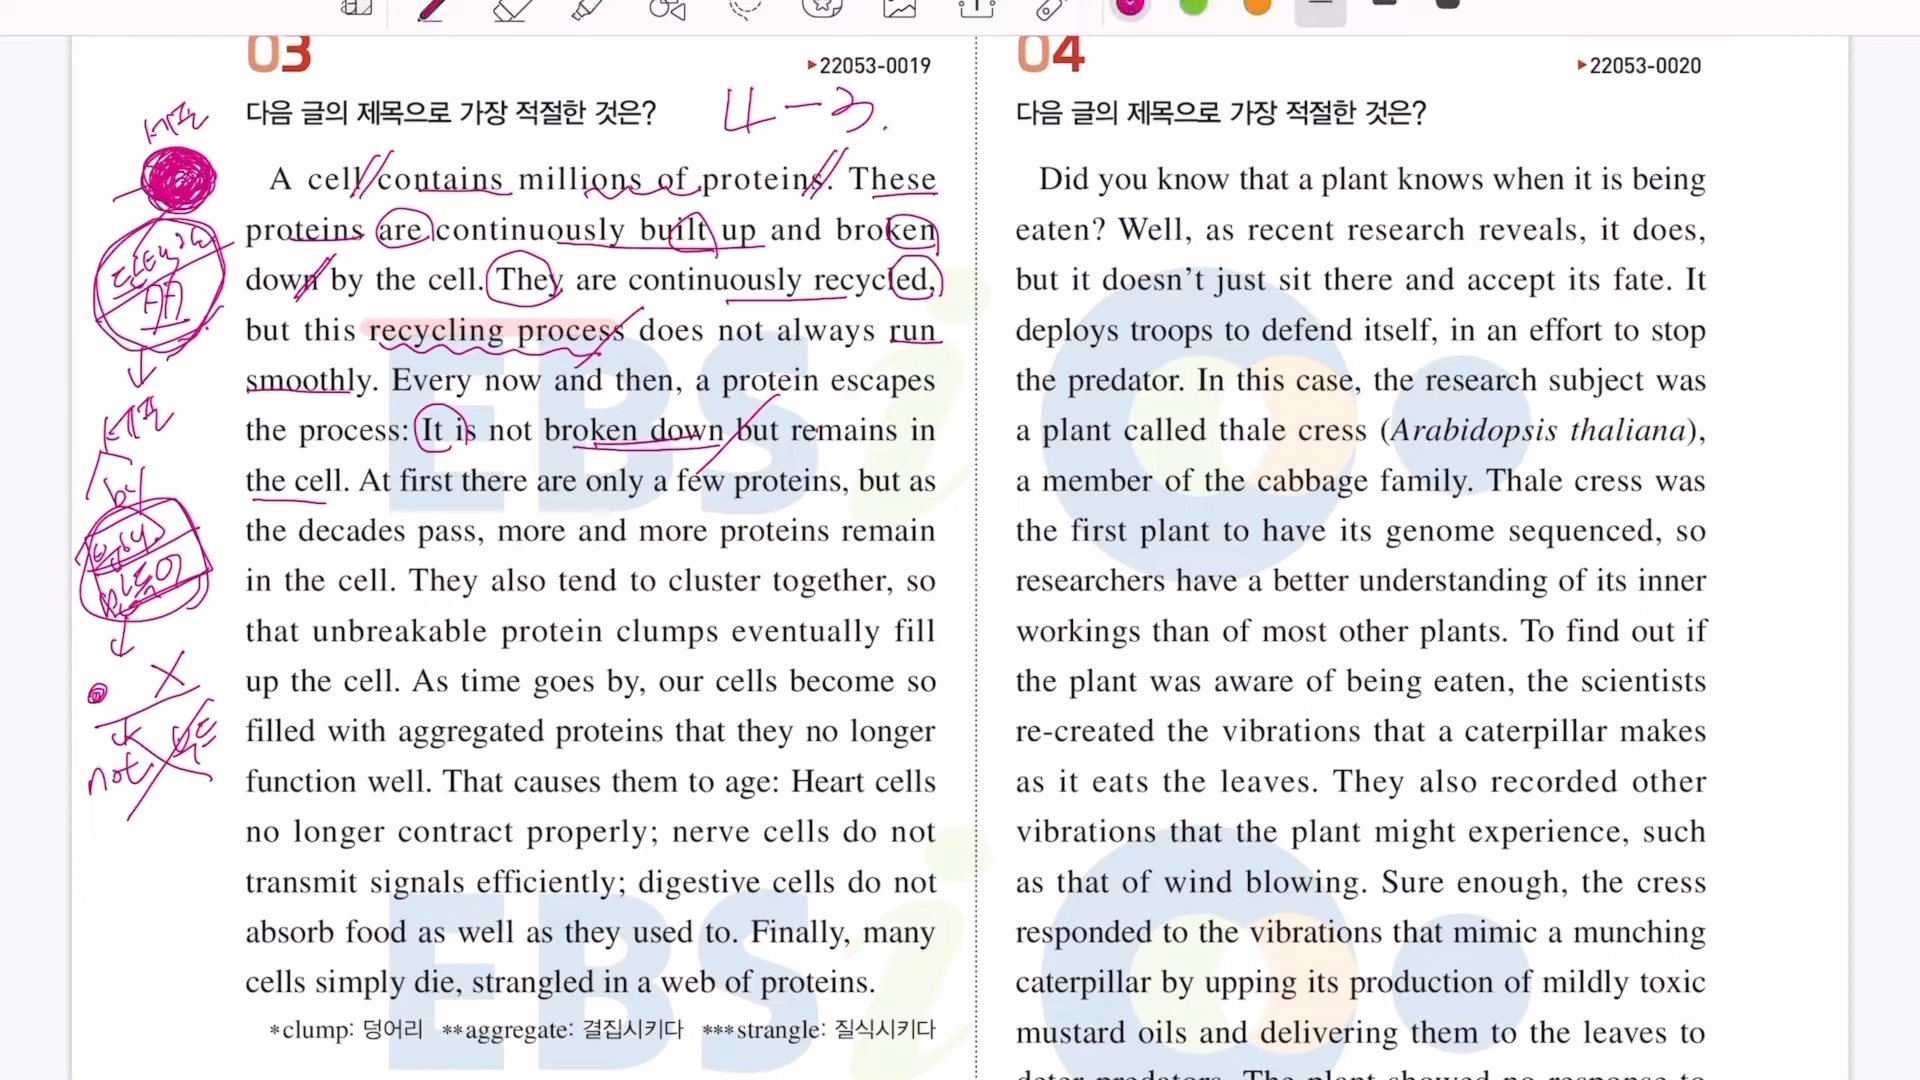 03
▶22053-0019
다음 글의 제목으로 가장 적절한 것은?
4-3.
A cell contains millions of proteins. These
proteins are continuously built up and broken
down by the cell. They are continuously recycled,
but this recycling process does not always run
smoothly. Every now and then, a protein escapes
the process: It is not broken down but remains in
the cell. At first there are only a few proteins, but as
the decades pass, more and more proteins remain
in the cell. They also tend to cluster together, so
that unbreakable protein clumps eventually fill
up the cell. As time goes by, our cells become so
filled with aggregated proteins that they no longer
function well. That causes them to age: Heart cells
no longer contract properly; nerve cells do not
transmit signals efficiently; digestive cells do not
absorb food as well as they used to. Finally, many
cells simply die, strangled in a web of proteins.
*clump: 덩어리 **aggregate: 결집시키다 ***strangle: 질식시키다
세포
세포
by
not
04
▶22053-0020
다음 글의 제목으로 가장 적절한 것은?
Did you know that a plant knows when it is being
eaten? Well, as recent research reveals, it does,
but it doesn't just sit there and accept its fate. It
deploys troops to defend itself, in an effort to stop
the predator. In this case, the research subject was
a plant called thale cress (Arabidopsis thaliana),
a member of the cabbage family. Thale cress was
the first plant to have its genome sequenced, so
researchers have a better understanding of its inner
workings than of most other plants. To find out if
the plant was aware of being eaten, the scientists
re-created the vibrations that a caterpillar makes
as it eats the leaves. They also recorded other
vibrations that the plant might experience, such
as that of wind blowing. Sure enough, the cress
responded to the vibrations that mimic a munching
caterpillar by upping its production of mildly toxic
mustard oils and delivering them to the leaves to
deter predators. The plant showed no response to
EBSi
EBSi